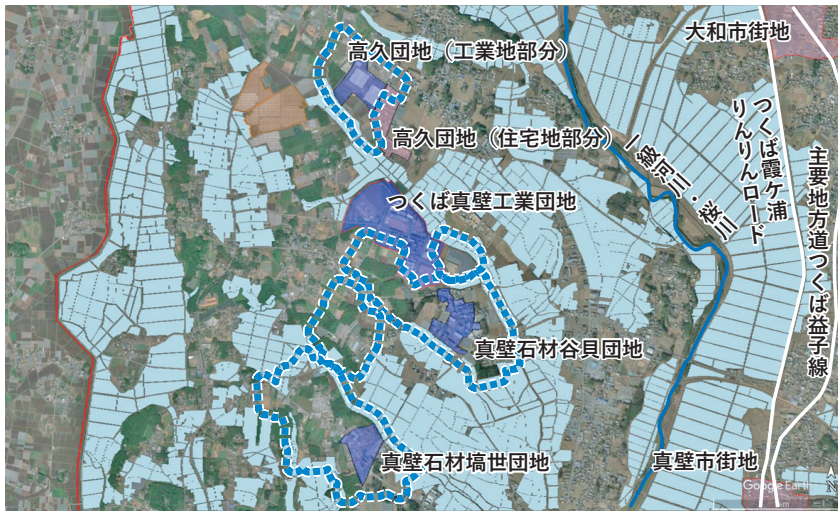 高久団地（工業地部分）
大和市街地
高久団地（住宅地部分）
一級河川・桜川
つくば霞ケ浦
りんりんロード
主要地方道つくば益子線
つくば真壁工業団地
真壁石材谷貝団地
真壁石材塙世団地
真壁市街地
Google Earth
N